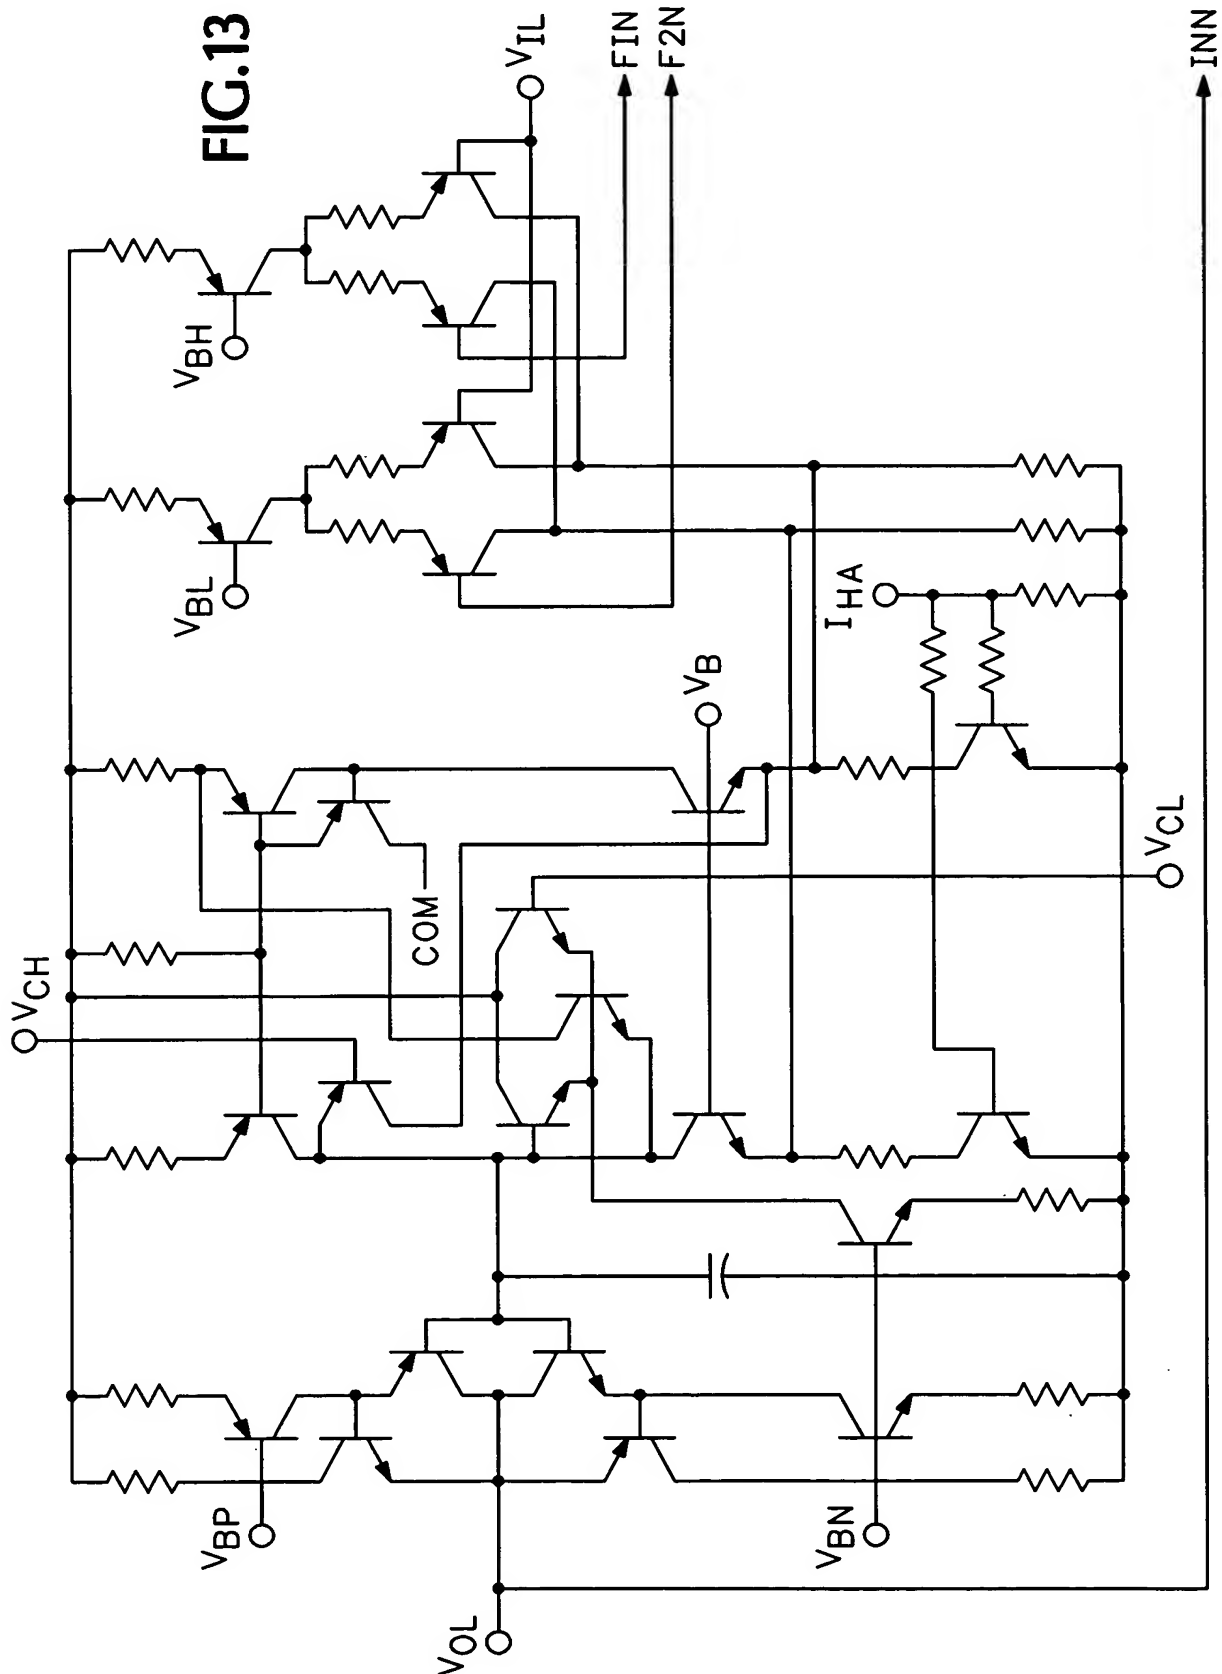 FIG.13
VIL
FIN
F2N
INN
VBH
VBL
IHA
VB
VCL
COM
VCH
VBP
VBN
VOL